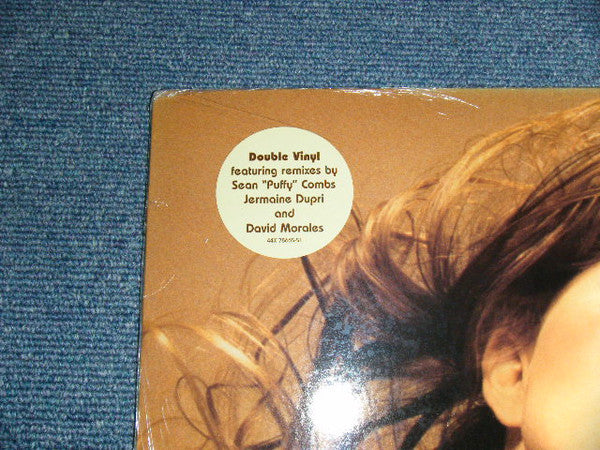 Double Vinyl
featuring remixes by
Sean "Puffy" Combs
Jermaine Dupri
and
David Morales